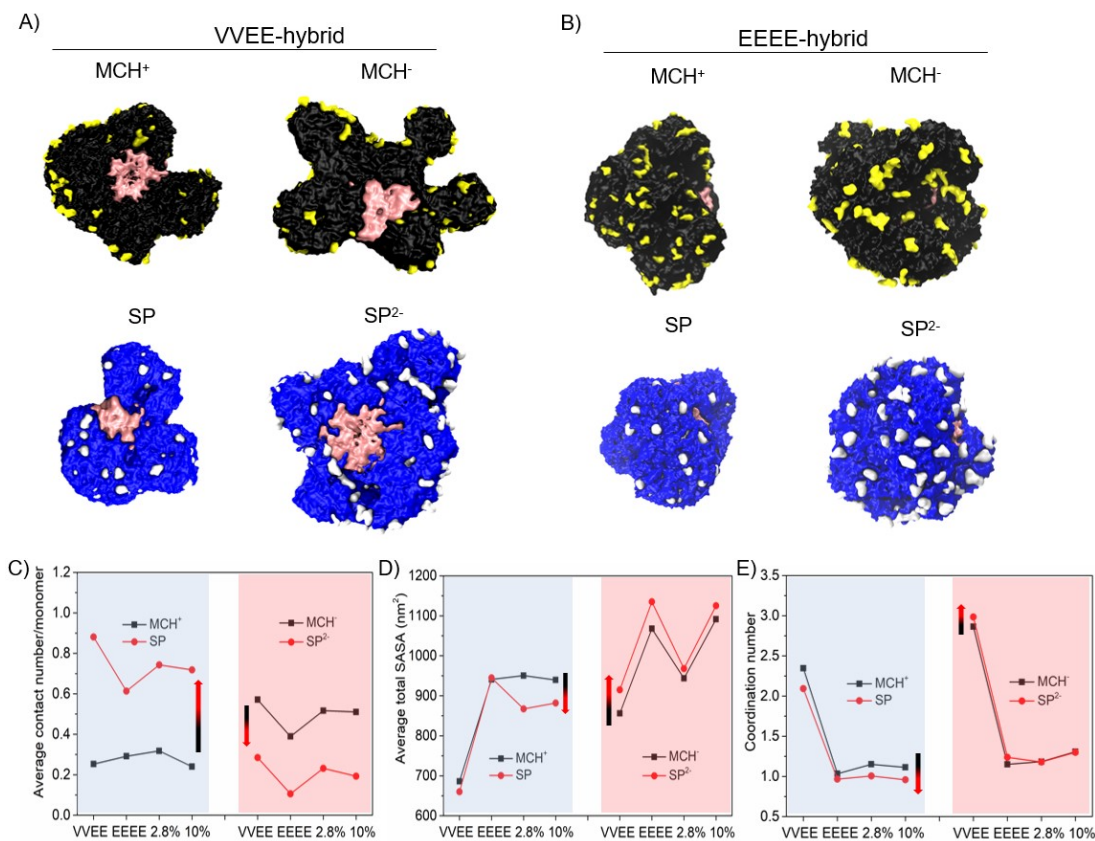 A)
VVEE-hybrid
MCH⁺
MCH⁻
SP
SP²⁻
B)
EEEE-hybrid
MCH⁺
MCH⁻
SP
SP²⁻
C)
Average contact number/monomer
1.2
1.0
0.8
0.6
0.4
0.2
0.0
MCH⁺
SP
MCH⁻
SP²⁻
VVEE EEEE 2.8% 10%
VVEE EEEE 2.8% 10%
D)
Average total SASA (nm²)
1200
1100
1000
900
800
700
600
MCH⁺
SP
MCH⁻
SP²⁻
VVEE EEEE 2.8% 10%
VVEE EEEE 2.8% 10%
E)
Coordination number
3.5
3.0
2.5
2.0
1.5
1.0
0.5
MCH⁺
SP
MCH⁻
SP²⁻
VVEE EEEE 2.8% 10%
VVEE EEEE 2.8% 10%